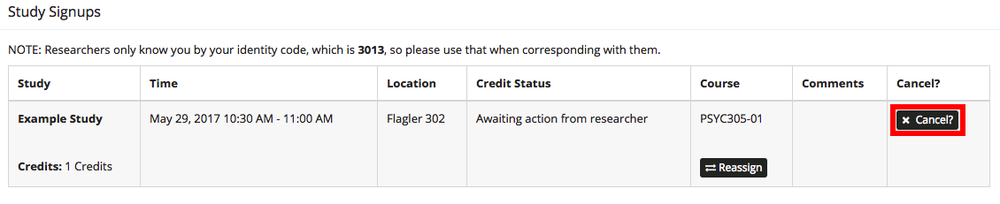 Study Signups
NOTE: Researchers only know you by your identity code, which is 3013, so please use that when corresponding with them.
Study Time Location Credit Status Course Comments Cancel?
Example Study May 29, 2017 10:30 AM - 11:00 AM Flagler 302 Awaiting action from researcher PSYC305-01 Cancel?
Credits: 1 Credits Reassign